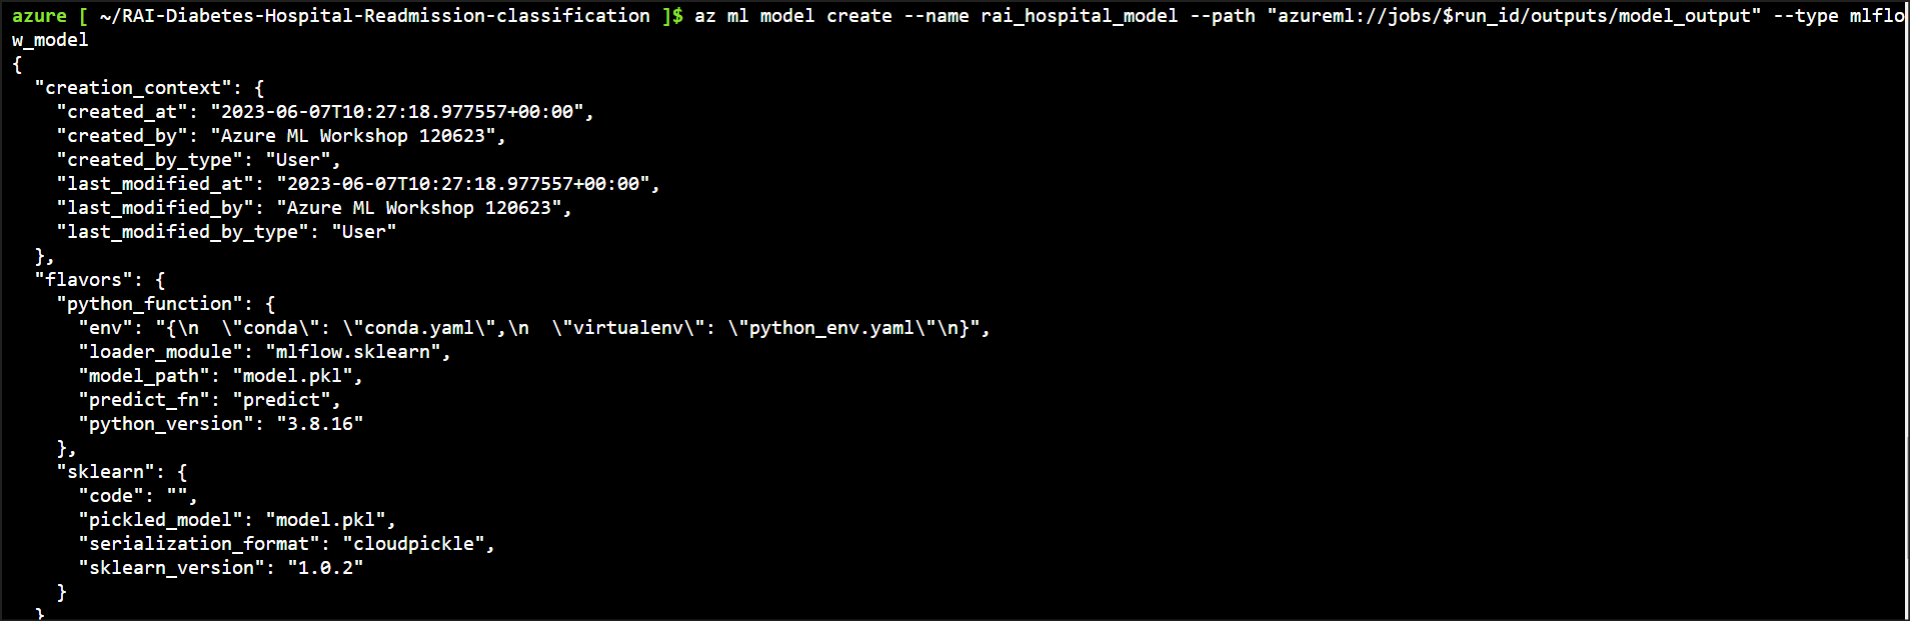 azure [ ~/RAI-Diabetes-Hospital-Readmission-classification ]$ az ml model create --name rai_hospital_model --path "azureml://jobs/$run_id/outputs/model_output" --type mlflo
w_model
{
  "creation_context": {
    "created_at": "2023-06-07T10:27:18.977557+00:00",
    "created_by": "Azure ML Workshop 120623",
    "created_by_type": "User",
    "last_modified_at": "2023-06-07T10:27:18.977557+00:00",
    "last_modified_by": "Azure ML Workshop 120623",
    "last_modified_by_type": "User"
  },
  "flavors": {
    "python_function": {
      "env": "{\n  \"conda\": \"conda.yaml\",\n  \"virtualenv\": \"python_env.yaml\"\n}",
      "loader_module": "mlflow.sklearn",
      "model_path": "model.pkl",
      "predict_fn": "predict",
      "python_version": "3.8.16"
    },
    "sklearn": {
      "code": "",
      "pickled_model": "model.pkl",
      "serialization_format": "cloudpickle",
      "sklearn_version": "1.0.2"
    }
  }